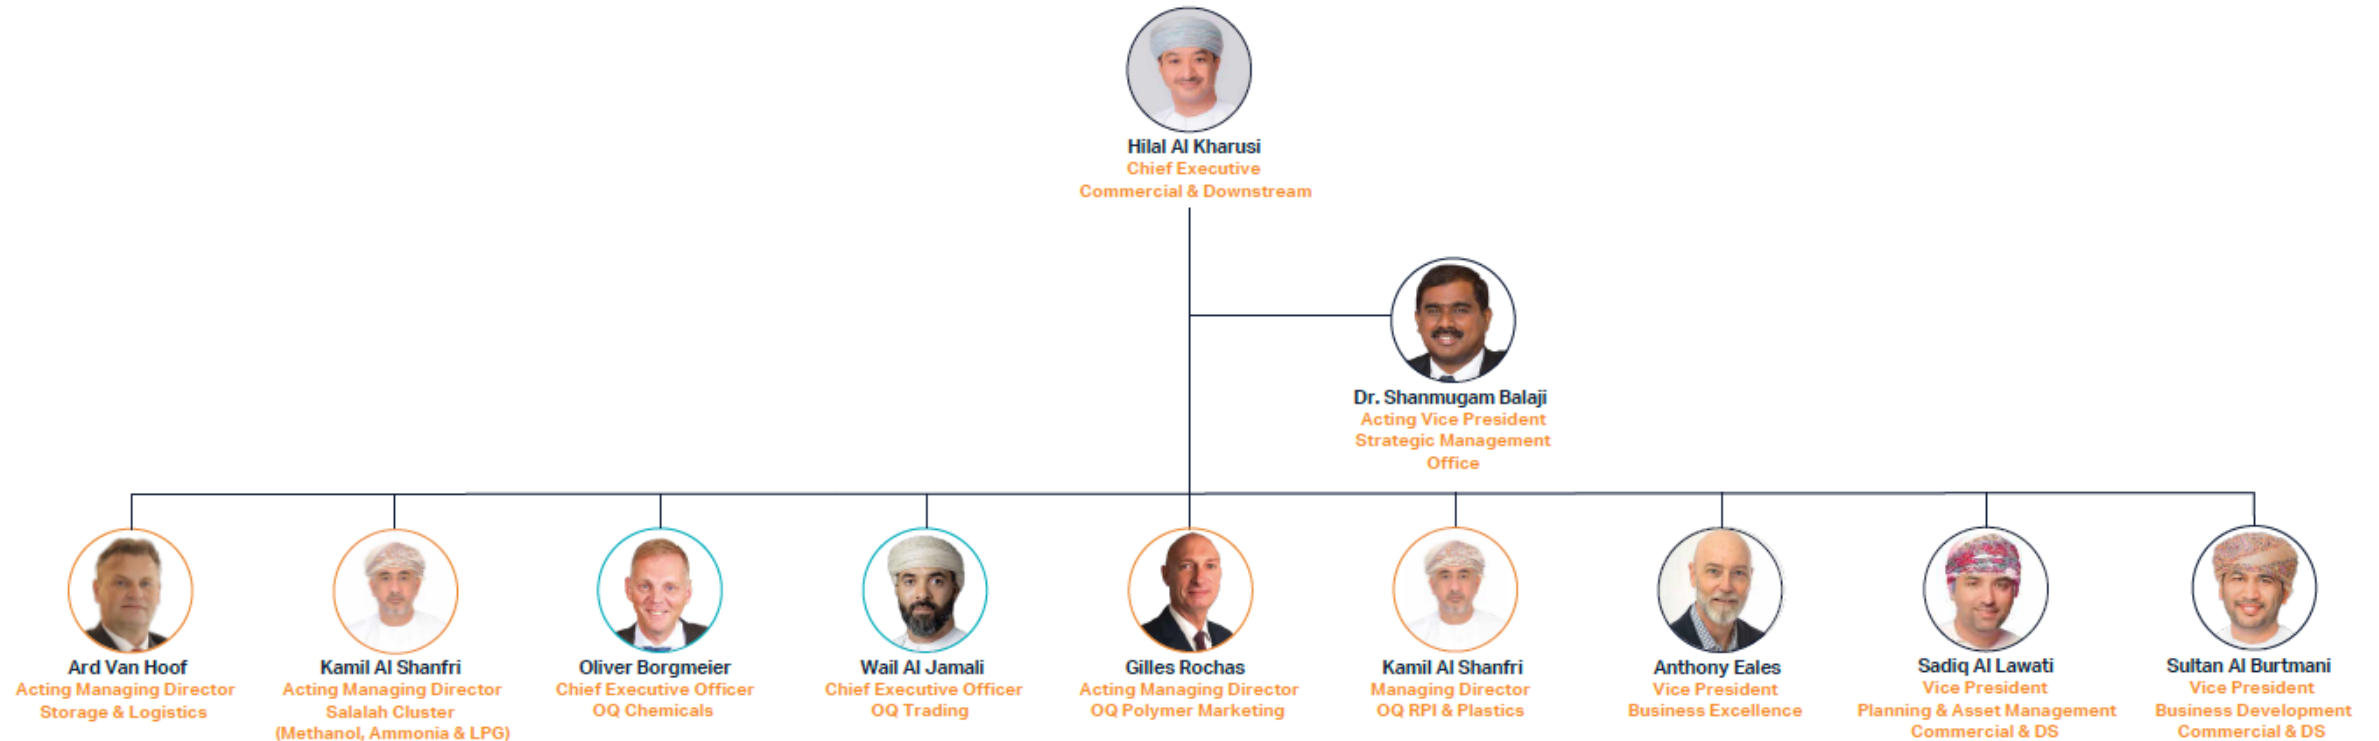 Hilal Al Kharusi
Chief Executive
Commercial & Downstream
Dr. Shanmugam Balaji
Acting Vice President
Strategic Management
Office
Ard Van Hoof
Acting Managing Director
Storage & Logistics
Kamil Al Shanfri
Acting Managing Director
Salalah Cluster
(Methanol, Ammonia & LPG)
Oliver Borgmeier
Chief Executive Officer
OQ Chemicals
Wail Al Jamali
Chief Executive Officer
OQ Trading
Gilles Rochas
Acting Managing Director
OQ Polymer Marketing
Kamil Al Shanfri
Managing Director
OQ RPI & Plastics
Anthony Eales
Vice President
Business Excellence
Sadiq Al Lawati
Vice President
Planning & Asset Management
Commercial & DS
Sultan Al Burtmani
Vice President
Business Development
Commercial & DS